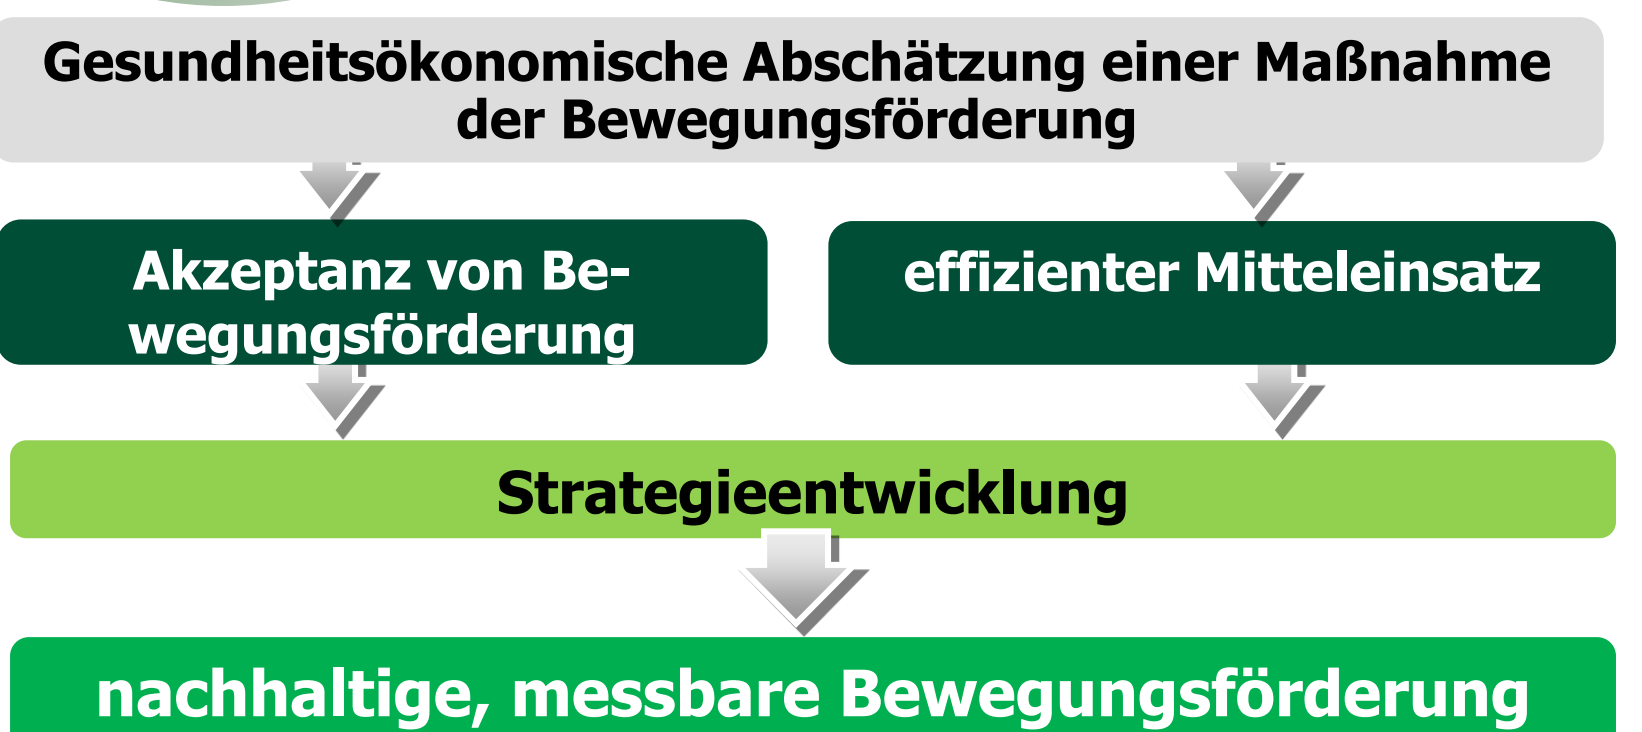 Gesundheitsökonomische Abschätzung einer Maßnahme
der Bewegungsförderung
Akzeptanz von Be-
wegungsförderung
effizienter Mitteleinsatz
Strategieentwicklung
nachhaltige, messbare Bewegungsförderung